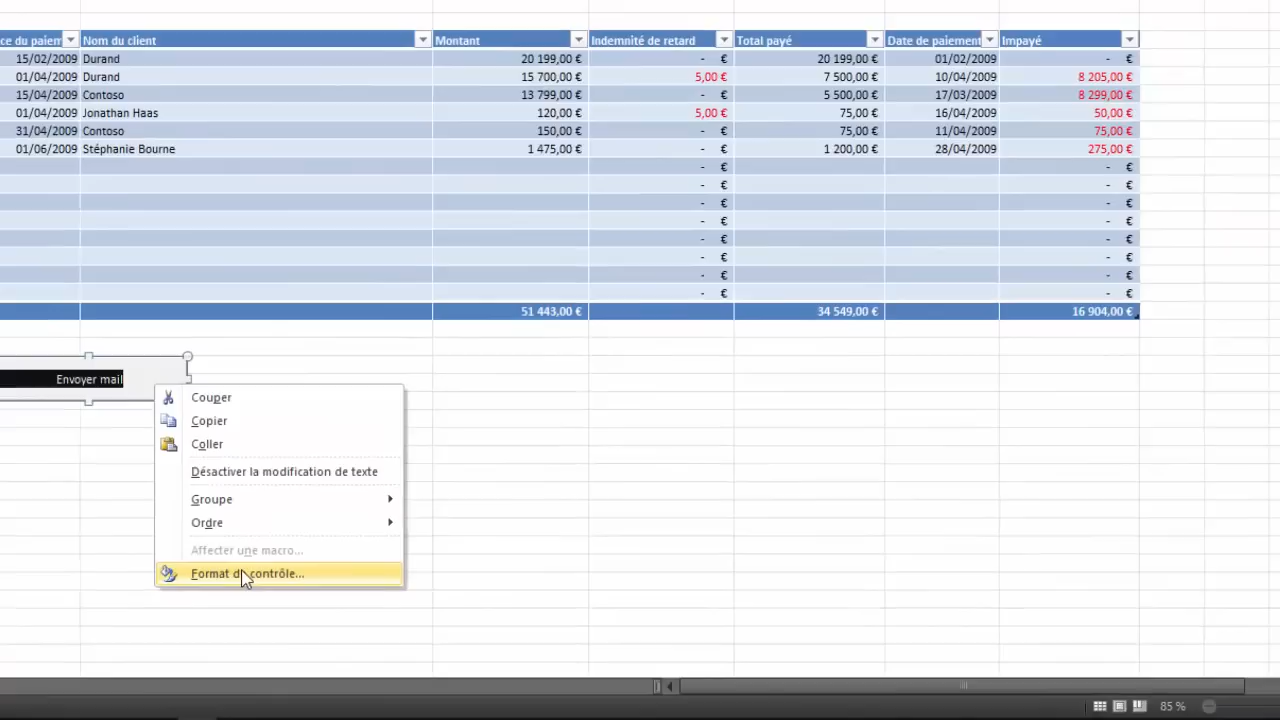 ce du paiem Nom du client Montant Indemnité de retard Total payé Date de paiement Impayé
15/02/2009 Durand 20 199,00 € - € 20 199,00 € 01/02/2009 - €
01/04/2009 Durand 15 700,00 € 5,00 € 7 500,00 € 10/04/2009 8 205,00 €
15/04/2009 Contoso 13 799,00 € - € 5 500,00 € 17/03/2009 8 299,00 €
01/04/2009 Jonathan Haas 120,00 € 5,00 € 75,00 € 16/04/2009 50,00 €
31/04/2009 Contoso 150,00 € - € 75,00 € 11/04/2009 75,00 €
01/06/2009 Stéphanie Bourne 1 475,00 € - € 1 200,00 € 28/04/2009 275,00 €
- € - €
- € - €
- € - €
- € - €
- € - €
- € - €
- € - €
- € - €
51 443,00 € 34 549,00 € 16 904,00 €
Envoyer mail
Couper
Copier
Coller
Désactiver la modification de texte
Groupe
Ordre
Affecter une macro...
Format de contrôle...
85 %